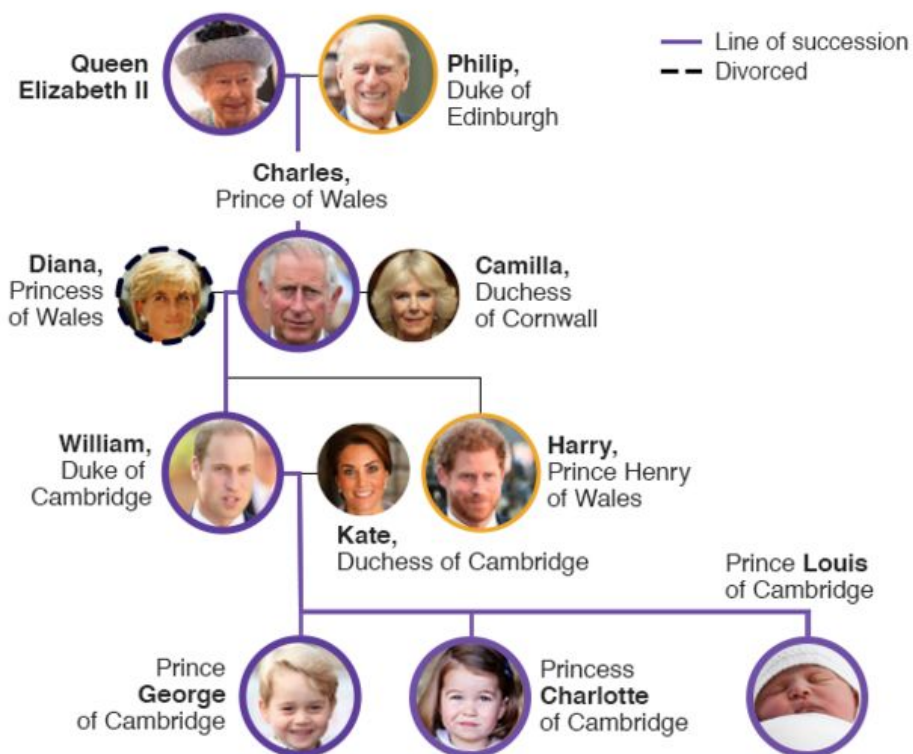 Queen
Elizabeth II
Philip,
Duke of
Edinburgh
Line of succession
Divorced
Charles,
Prince of Wales
Diana,
Princess
of Wales
Camilla,
Duchess
of Cornwall
William,
Duke of
Cambridge
Kate,
Duchess of Cambridge
Harry,
Prince Henry
of Wales
Prince Louis
of Cambridge
Prince
George
of Cambridge
Princess
Charlotte
of Cambridge